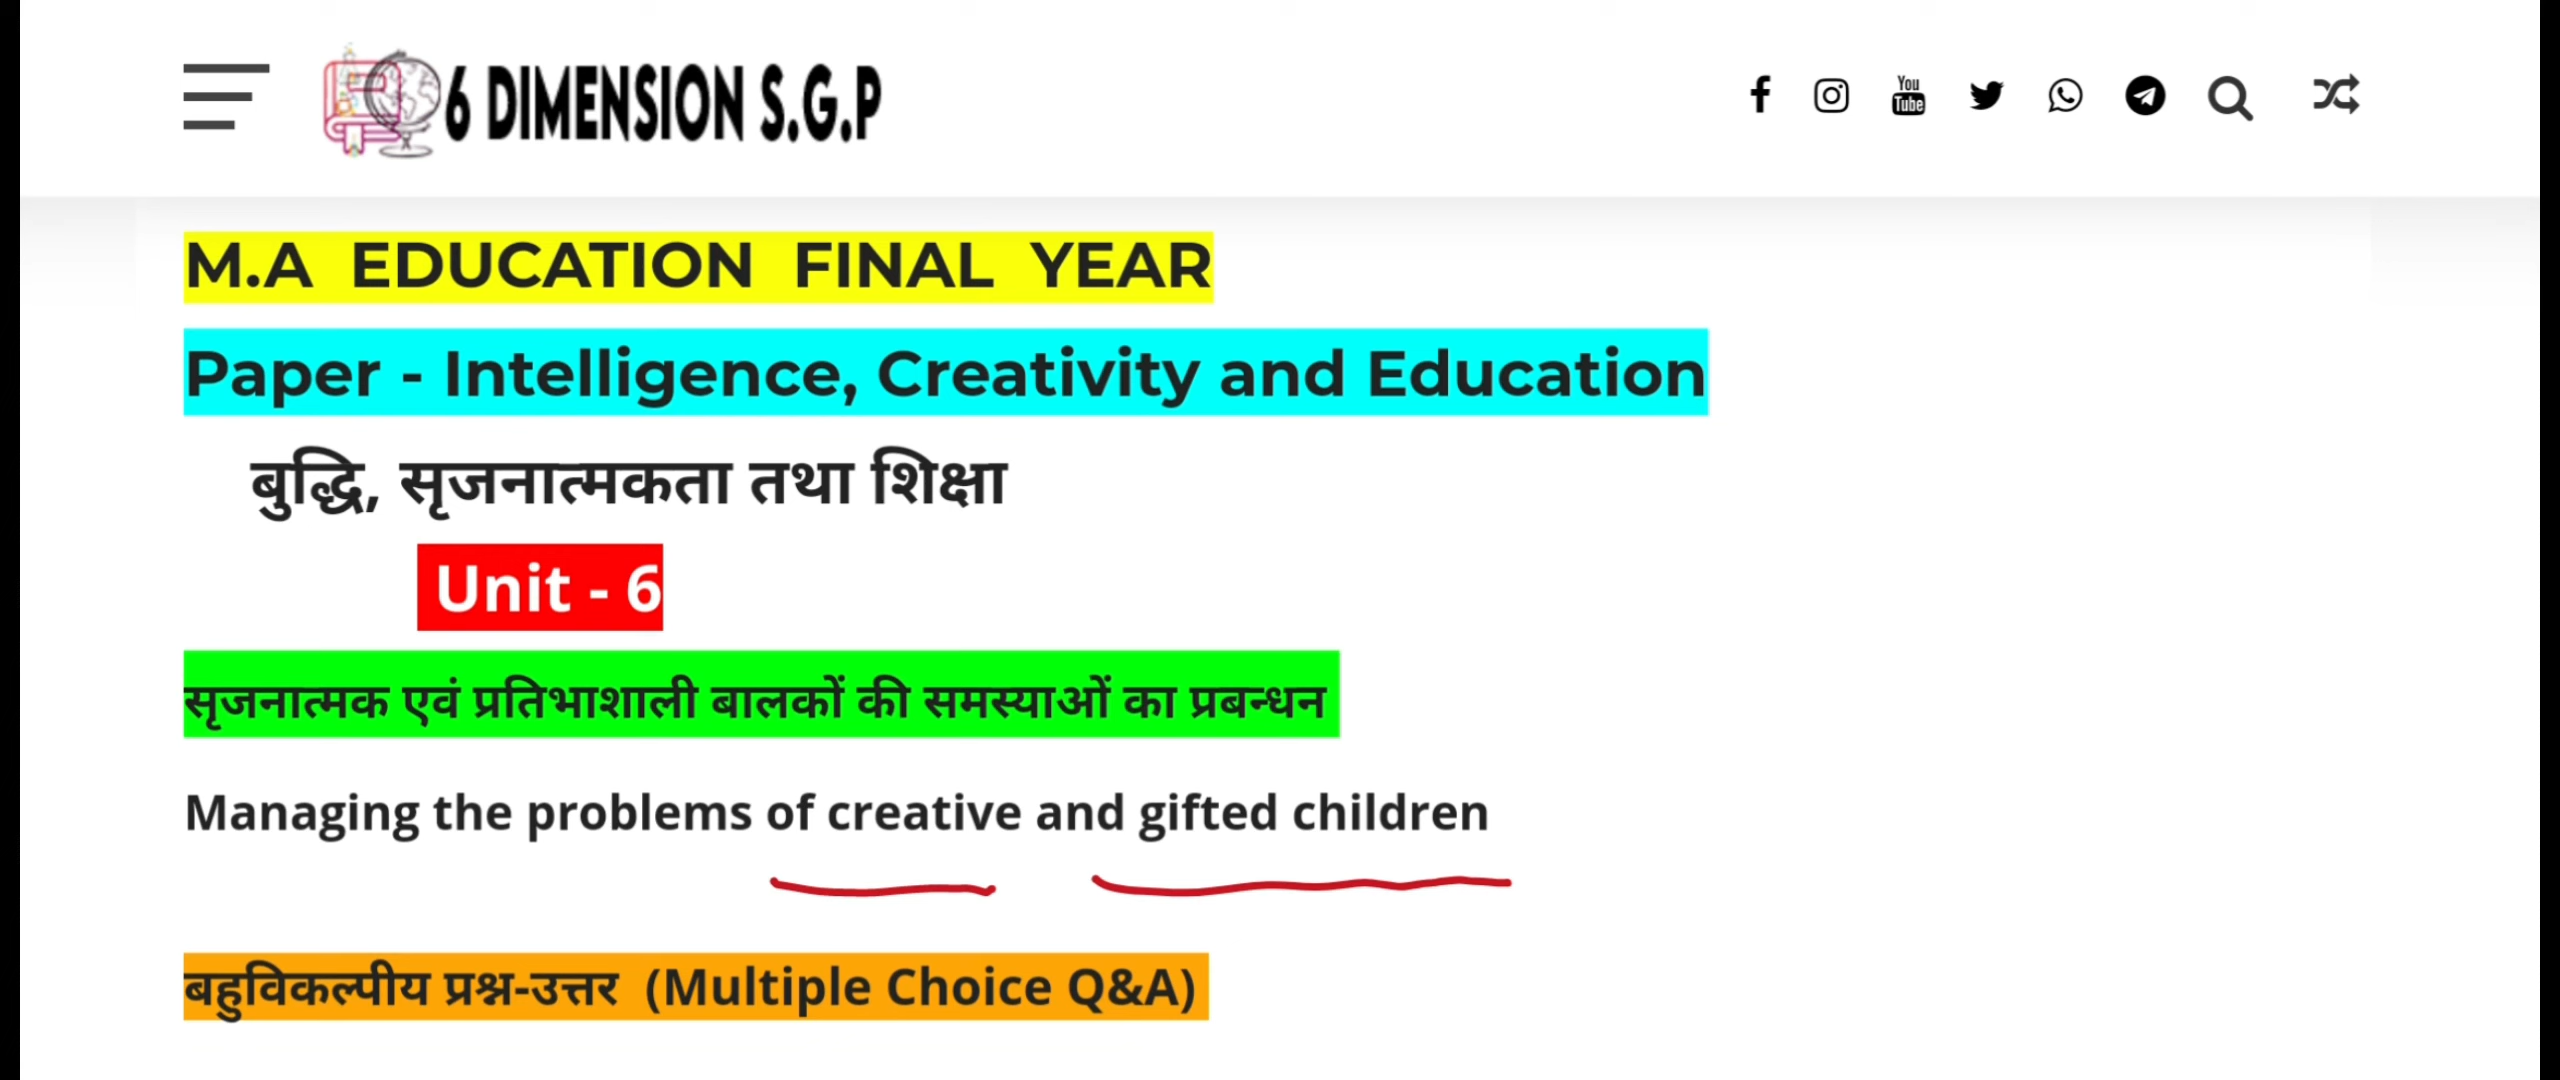 6 DIMENSION S.G.P
You Tube
M.A EDUCATION FINAL YEAR
Paper - Intelligence, Creativity and Education
बुद्धि, सृजनात्मकता तथा शिक्षा
Unit - 6
सृजनात्मक एवं प्रतिभाशाली बालकों की समस्याओं का प्रबन्धन
Managing the problems of creative and gifted children
बहुविकल्पीय प्रश्न-उत्तर (Multiple Choice Q&A)